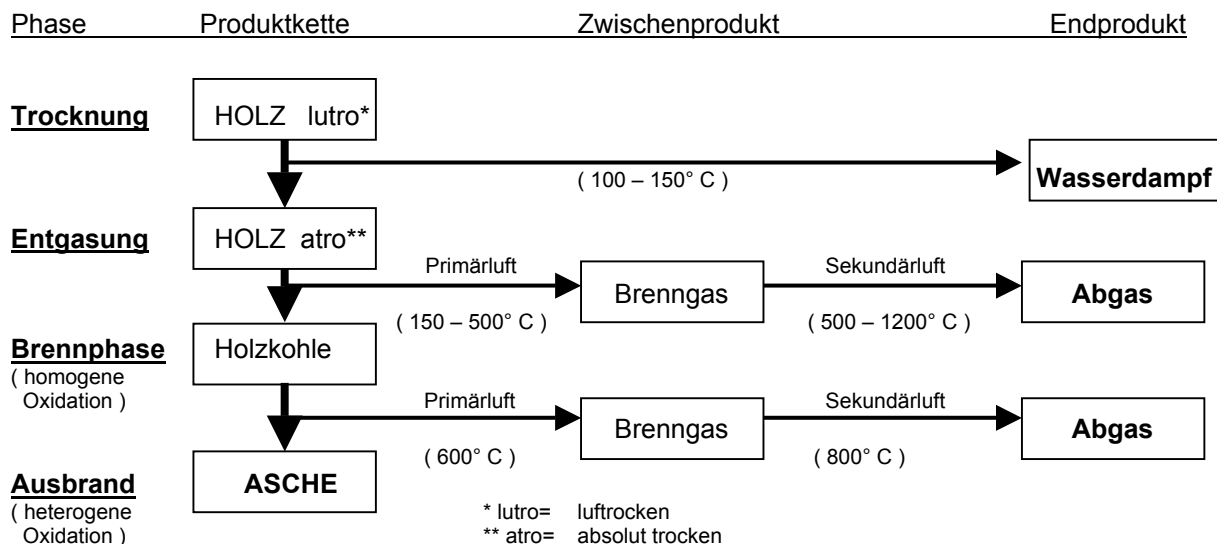 Phase Produktkette Zwischenprodukt Endprodukt
Trocknung HOLZ lutro*
( 100 – 150° C ) Wasserdampf
Entgasung HOLZ atro**
Primärluft Sekundärluft
Brenngas Abgas
( 150 – 500° C ) ( 500 – 1200° C )
Brennphase Holzkohle
( homogene
Oxidation )
Primärluft Sekundärluft
Brenngas Abgas
( 600° C ) ( 800° C )
Ausbrand ASCHE
( heterogene
Oxidation )
* lutro= luftrocken
** atro= absolut trocken